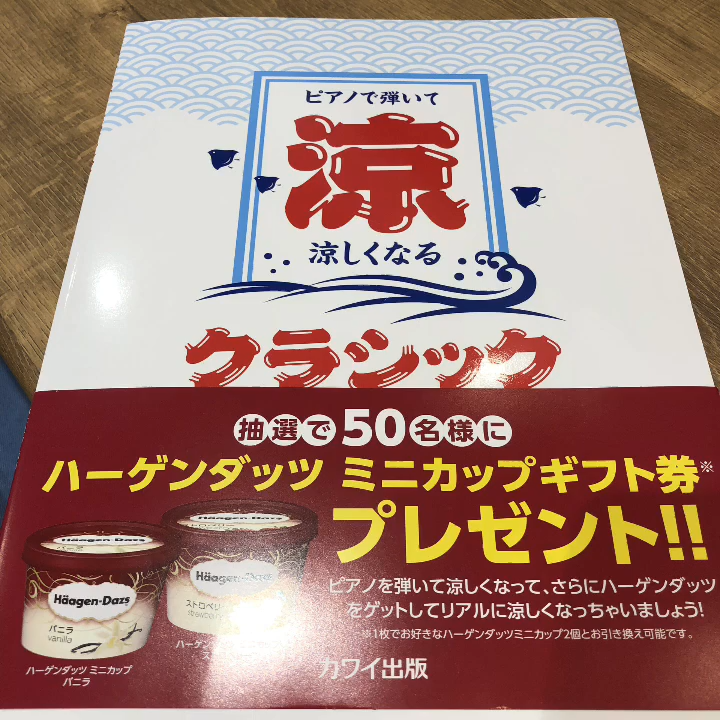 ピアノで弾いて
涼
涼しくなる
クラシック
抽選で50名様に
ハーゲンダッツ ミニカップギフト券※
プレゼント!!
ピアノを弾いて涼しくなって、さらにハーゲンダッツ
をゲットしてリアルに涼しくなっちゃいましょう!
※1枚でお好きなハーゲンダッツミニカップ2個とお引き換え可能です。
Häagen-Dazs
バニラ
vanilla
ハーゲンダッツ ミニカップ
バニラ
Häagen-Dazs
ストロベリー
カワイ出版